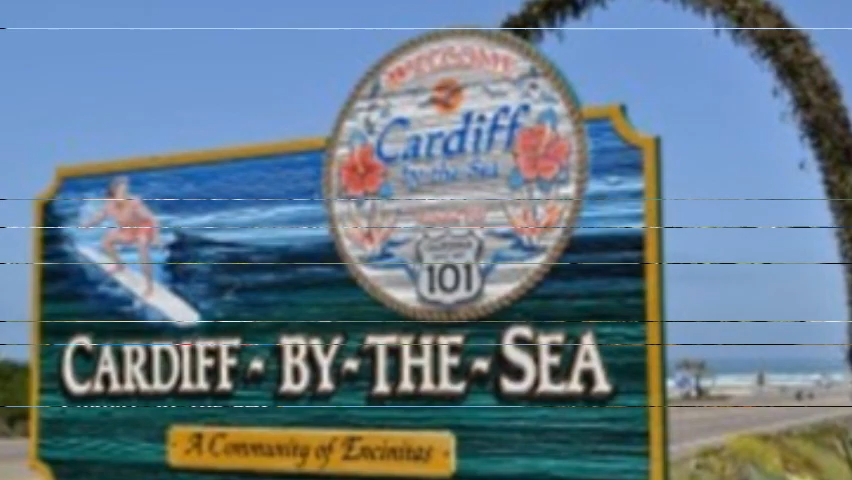 WELCOME
Cardiff
by the Sea
101
CARDIFF - BY - THE - SEA
· A Community of Encinitas ·